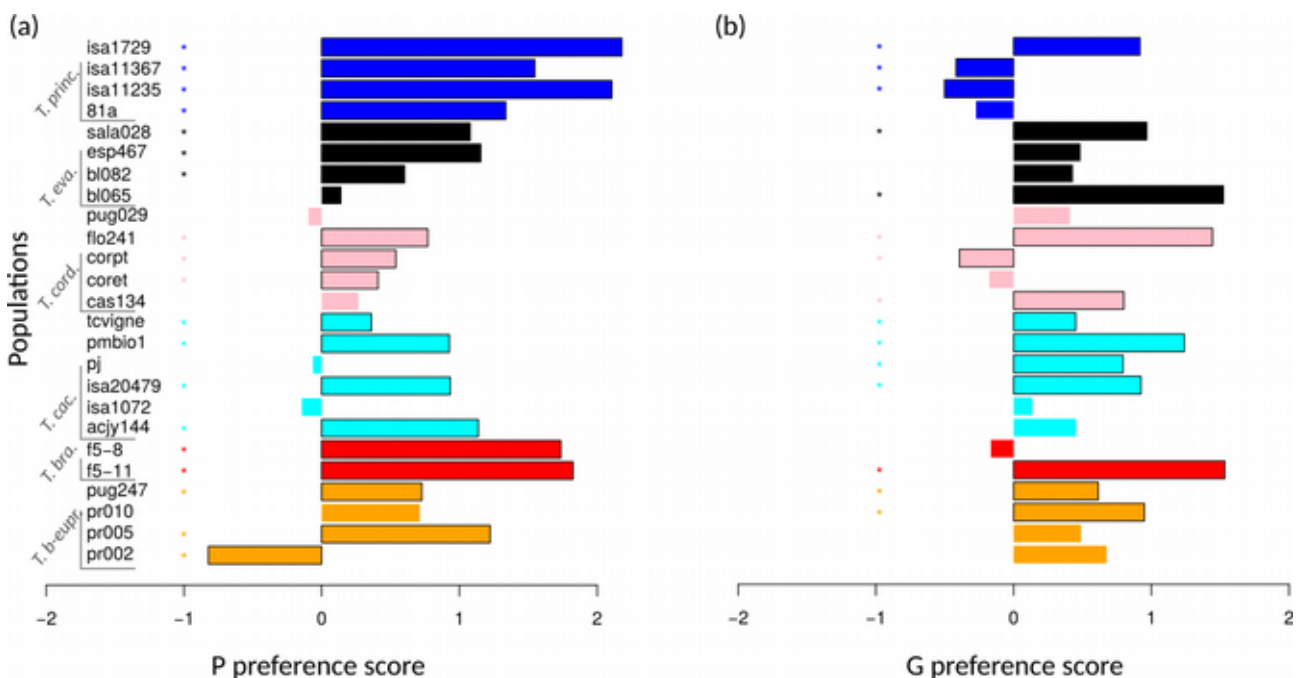 (a)
(b)
Populations
T. princ.
T. eva.
T. cord.
T. cac.
T. bra.
T. b-eupr.
isa1729
isa11367
isa11235
81a
sala028
esp467
bl082
bl065
pug029
flo241
corpt
coret
cas134
tcvigne
pmbio1
pj
isa20479
isa1072
acjy144
f5-8
f5-11
pug247
pr010
pr005
pr002
-2 -1 0 1 2
-2 -1 0 1 2
P preference score
G preference score